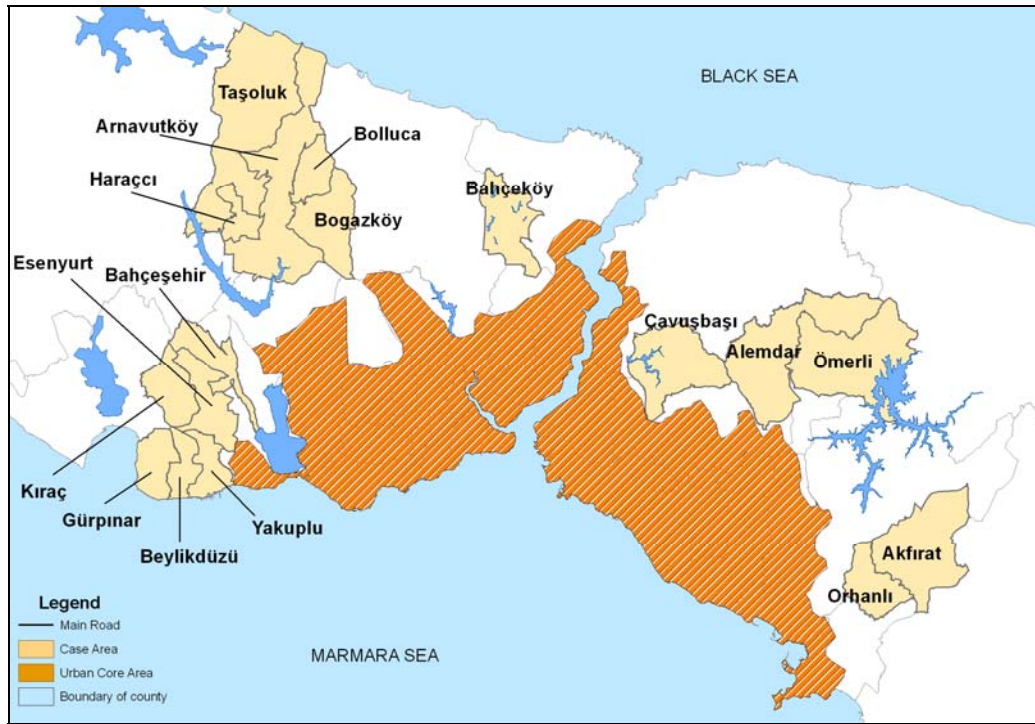 BLACK SEA
Taşoluk
Arnavutköy
Bolluca
Haraçcı
Bahçeköy
Bogazköy
Esenyurt
Bahçeşehir
Çavuşbaşı
Alemdar
Ömerli
Kıraç
Gürpınar
Yakuplu
Beylikdüzü
Akfırat
Orhanlı
MARMARA SEA
Legend
Main Road
Case Area
Urban Core Area
Boundary of county